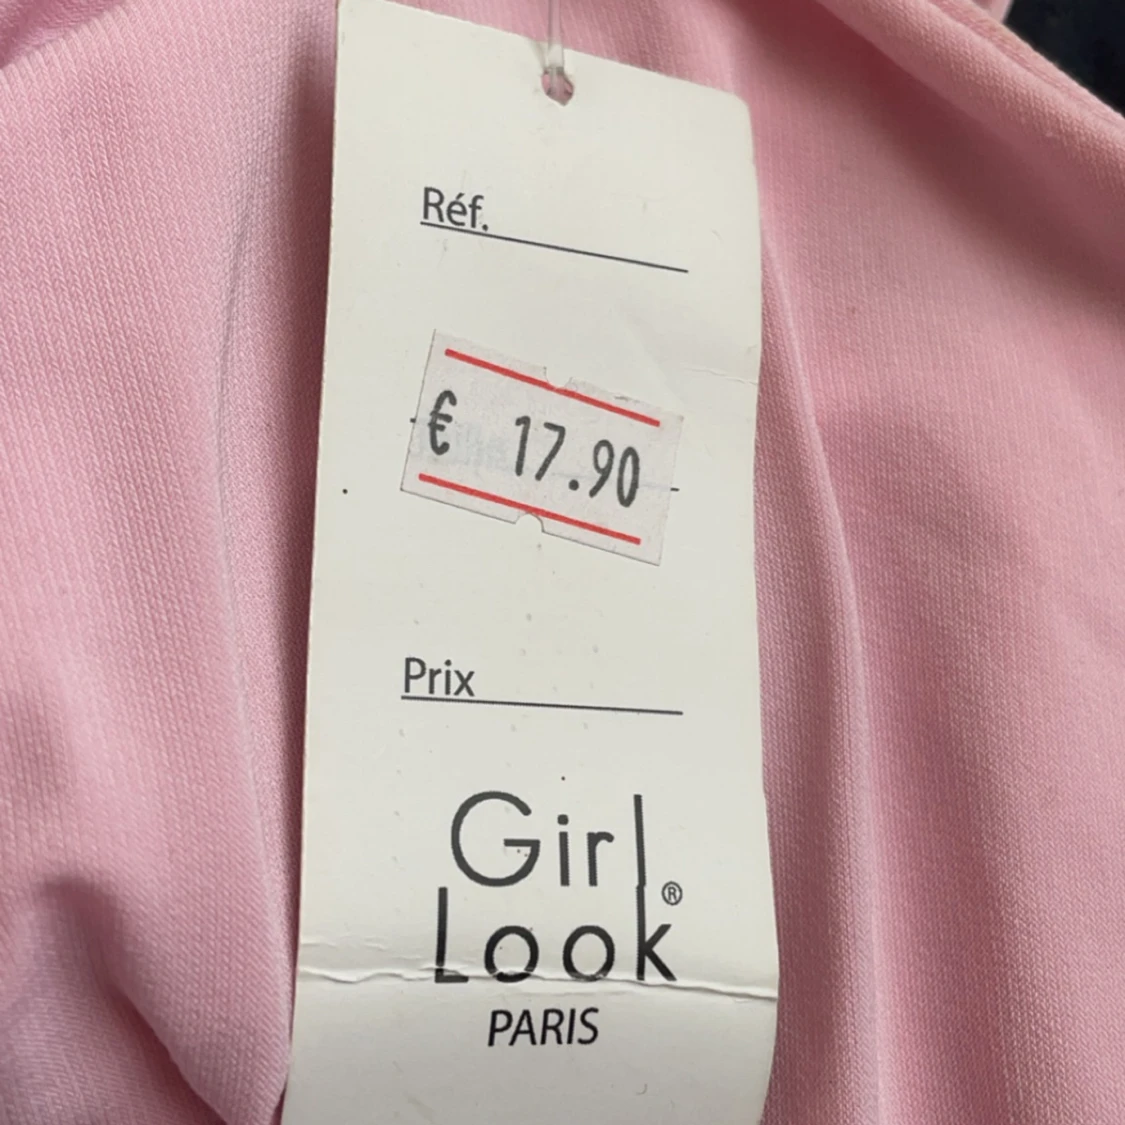 Réf.
€ 17.90
Prix
Girl
Look®
PARIS